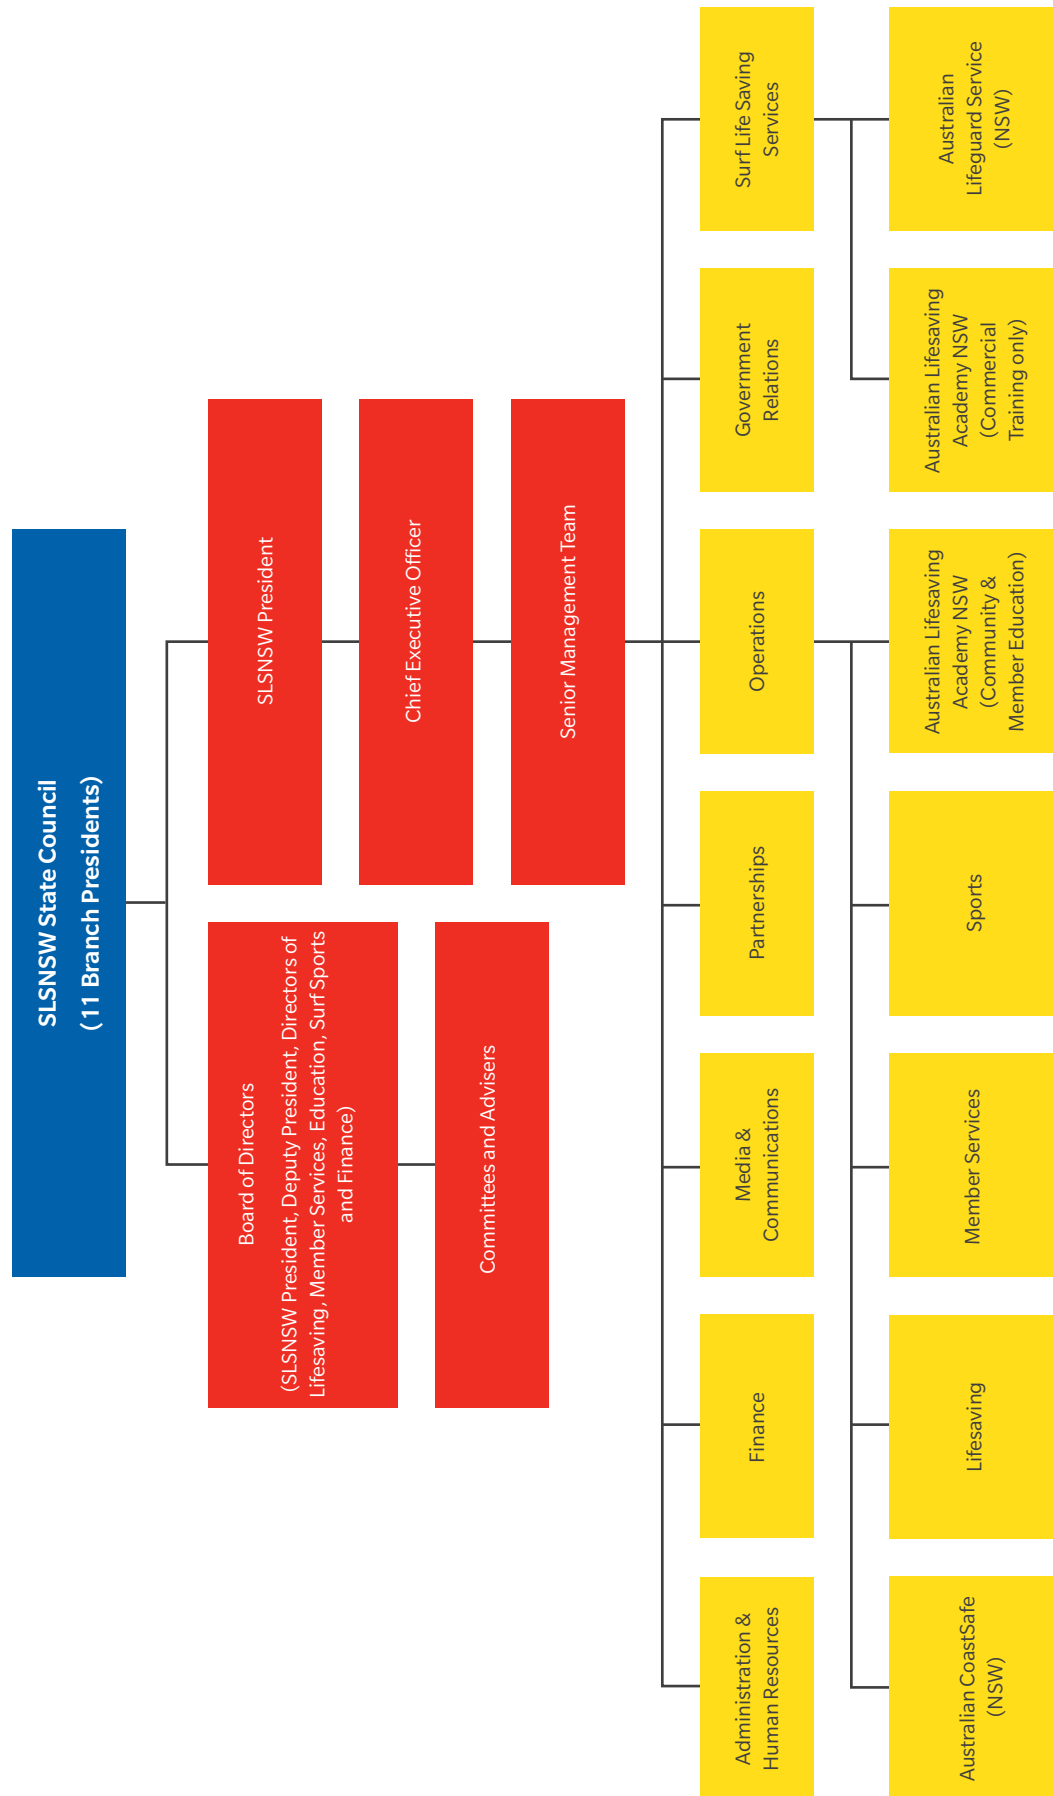 SLSNSW State Council
(11 Branch Presidents)
Board of Directors
(SLSNSW President, Deputy President, Directors of
Lifesaving, Member Services, Education, Surf Sports
and Finance)
Committees and Advisers
SLSNSW President
Chief Executive Officer
Senior Management Team
Administration &
Human Resources
Finance
Media &
Communications
Partnerships
Operations
Government
Relations
Surf Life Saving
Services
Australian CoastSafe
(NSW)
Lifesaving
Member Services
Sports
Australian Lifesaving
Academy NSW
(Community &
Member Education)
Australian Lifesaving
Academy NSW
(Commercial
Training only)
Australian
Lifeguard Service
(NSW)